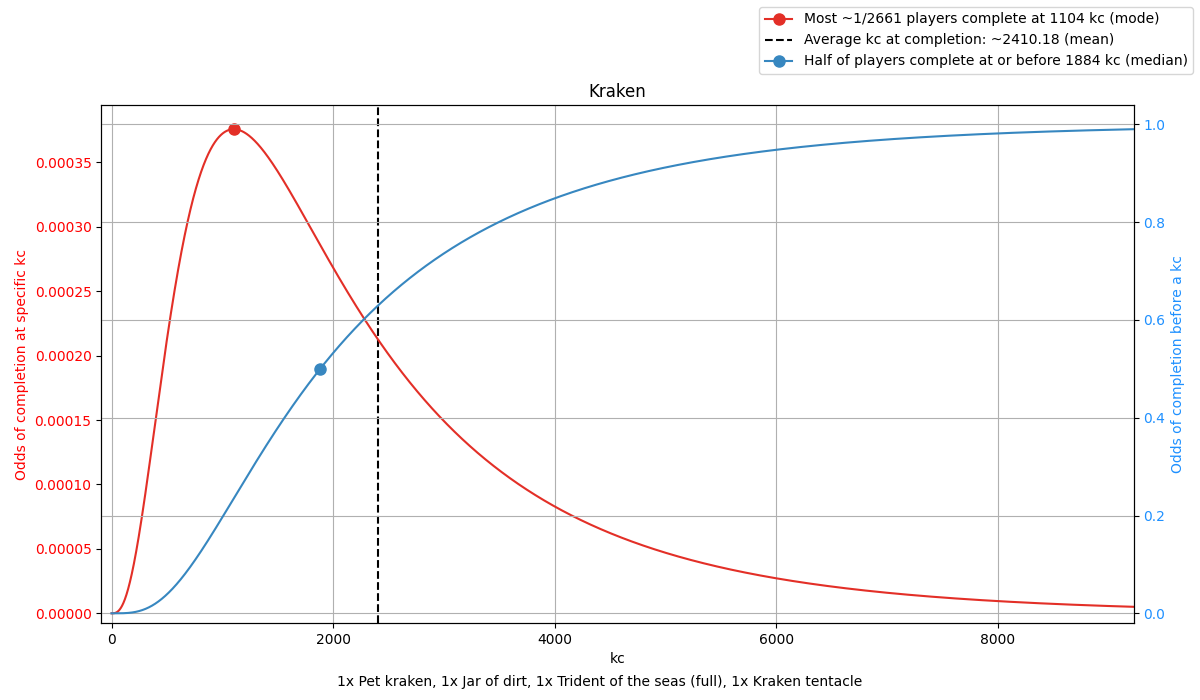 Most ~1/2661 players complete at 1104 kc (mode)
Average kc at completion: ~2410.18 (mean)
Half of players complete at or before 1884 kc (median)
Kraken
Odds of completion at specific kc
0.00035
0.00030
0.00025
0.00020
0.00015
0.00010
0.00005
0.00000
1.0
0.8
0.6
0.4
0.2
0.0
Odds of completion before a kc
0 2000 4000 6000 8000
kc
1x Pet kraken, 1x Jar of dirt, 1x Trident of the seas (full), 1x Kraken tentacle